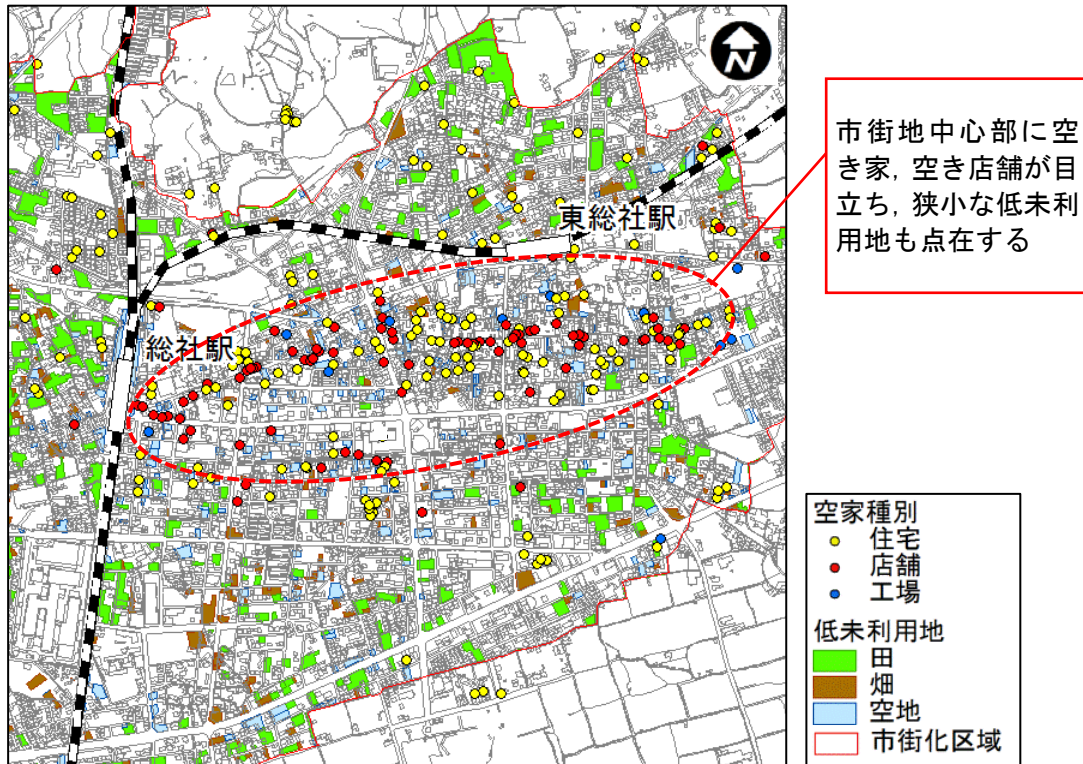 N
東総社駅
総社駅
市街地中心部に空
き家，空き店舗が目
立ち，狭小な低未利
用地も点在する
空家種別
住宅
店舗
工場
低未利用地
田
畑
空地
市街化区域